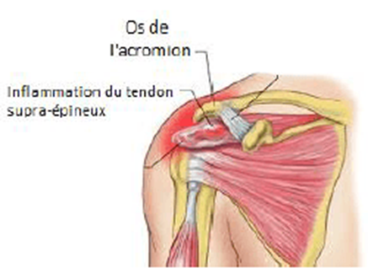 Os de
l'acromion
Inflammation du tendon
supra-épineux